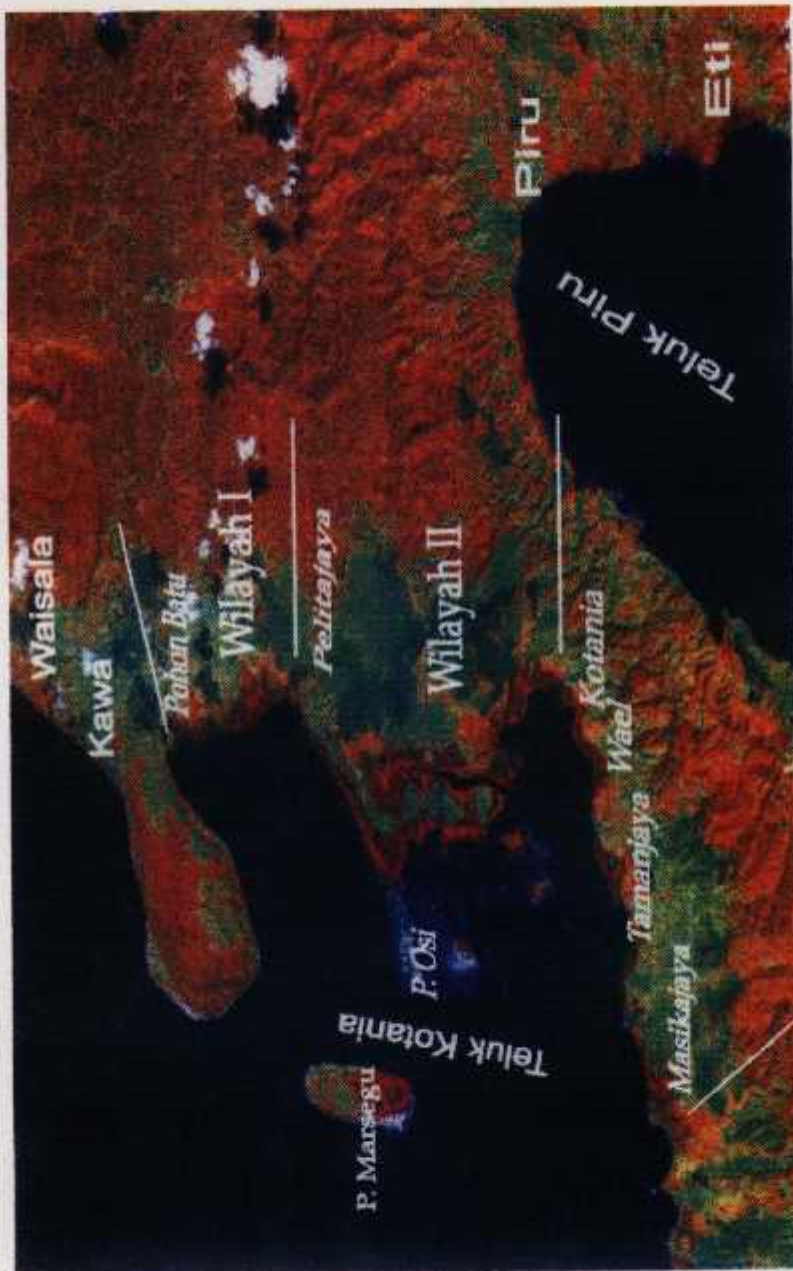 Waisala
Kawa
Pohon Batu
Wilayah I
Pelitajaya
P. Marsegu
P. Osi
Wilayah II
Teluk Kotania
Piru
Kotania
Wael
Tamanjaya
Masikajaya
Teluk Piru
Eti